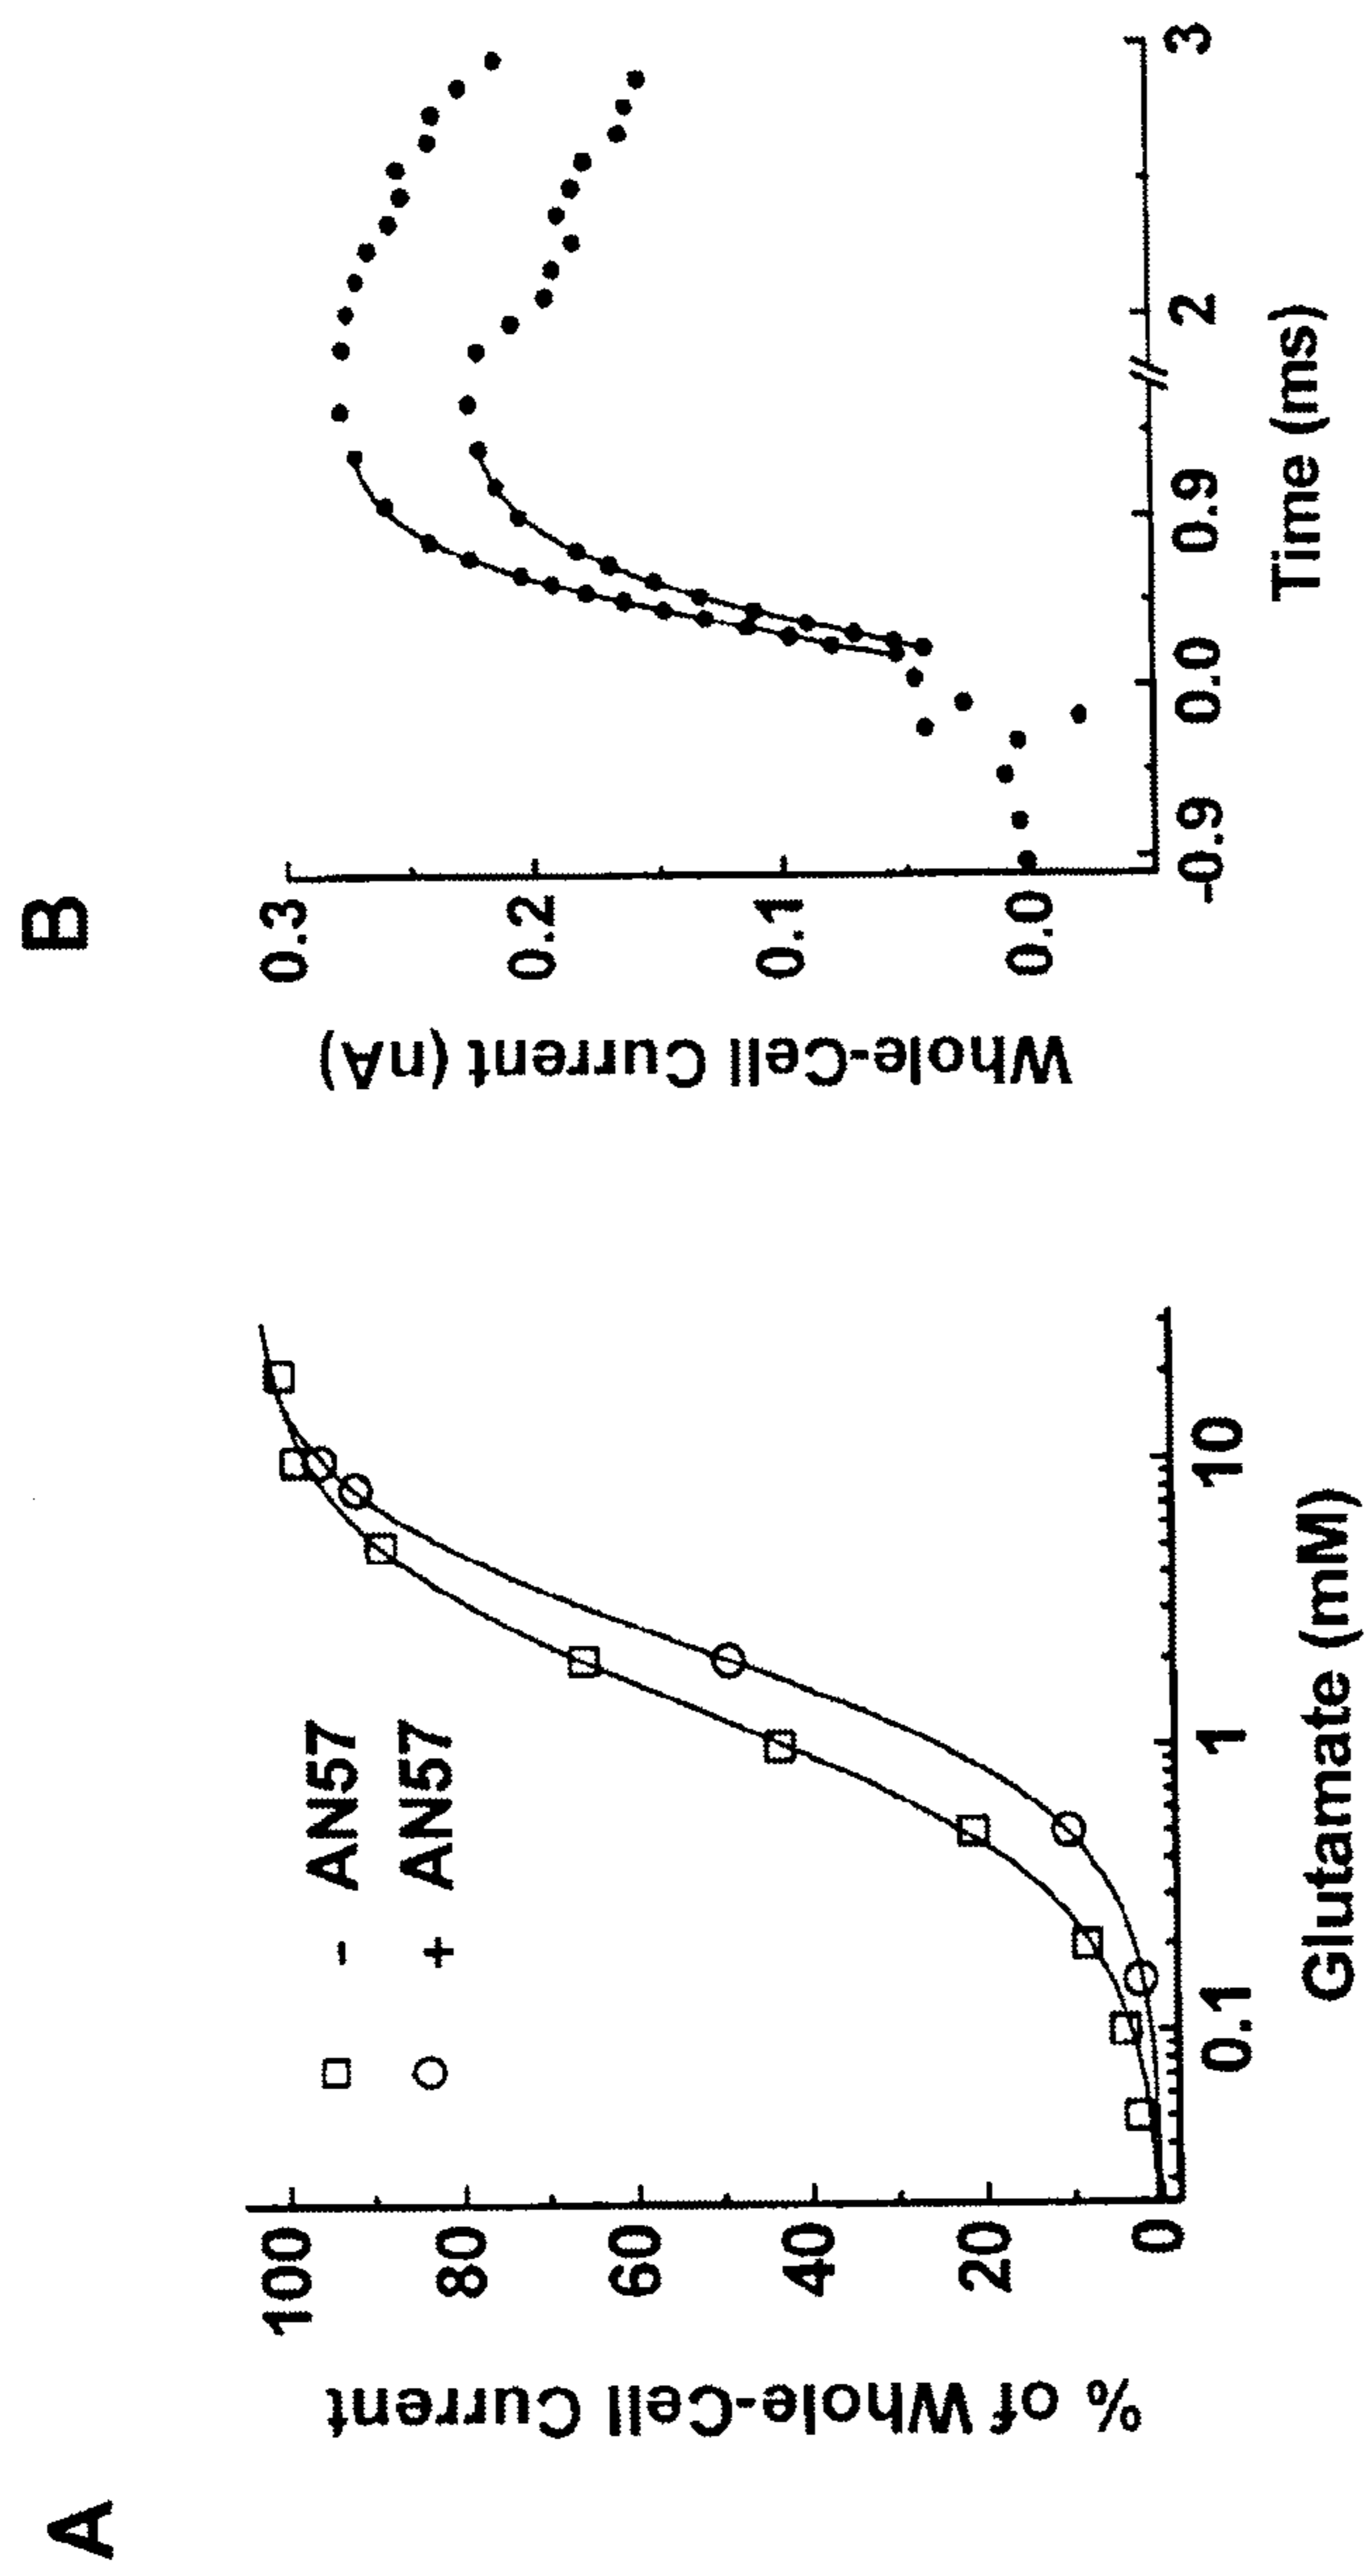 A
% of Whole-Cell Current
100
80
60
40
20
0
- AN57
+ AN57
0.1
1
10
Glutamate (mM)
B
Whole-Cell Current (nA)
0.3
0.2
0.1
0.0
-0.9
0.0
0.9
2
3
Time (ms)